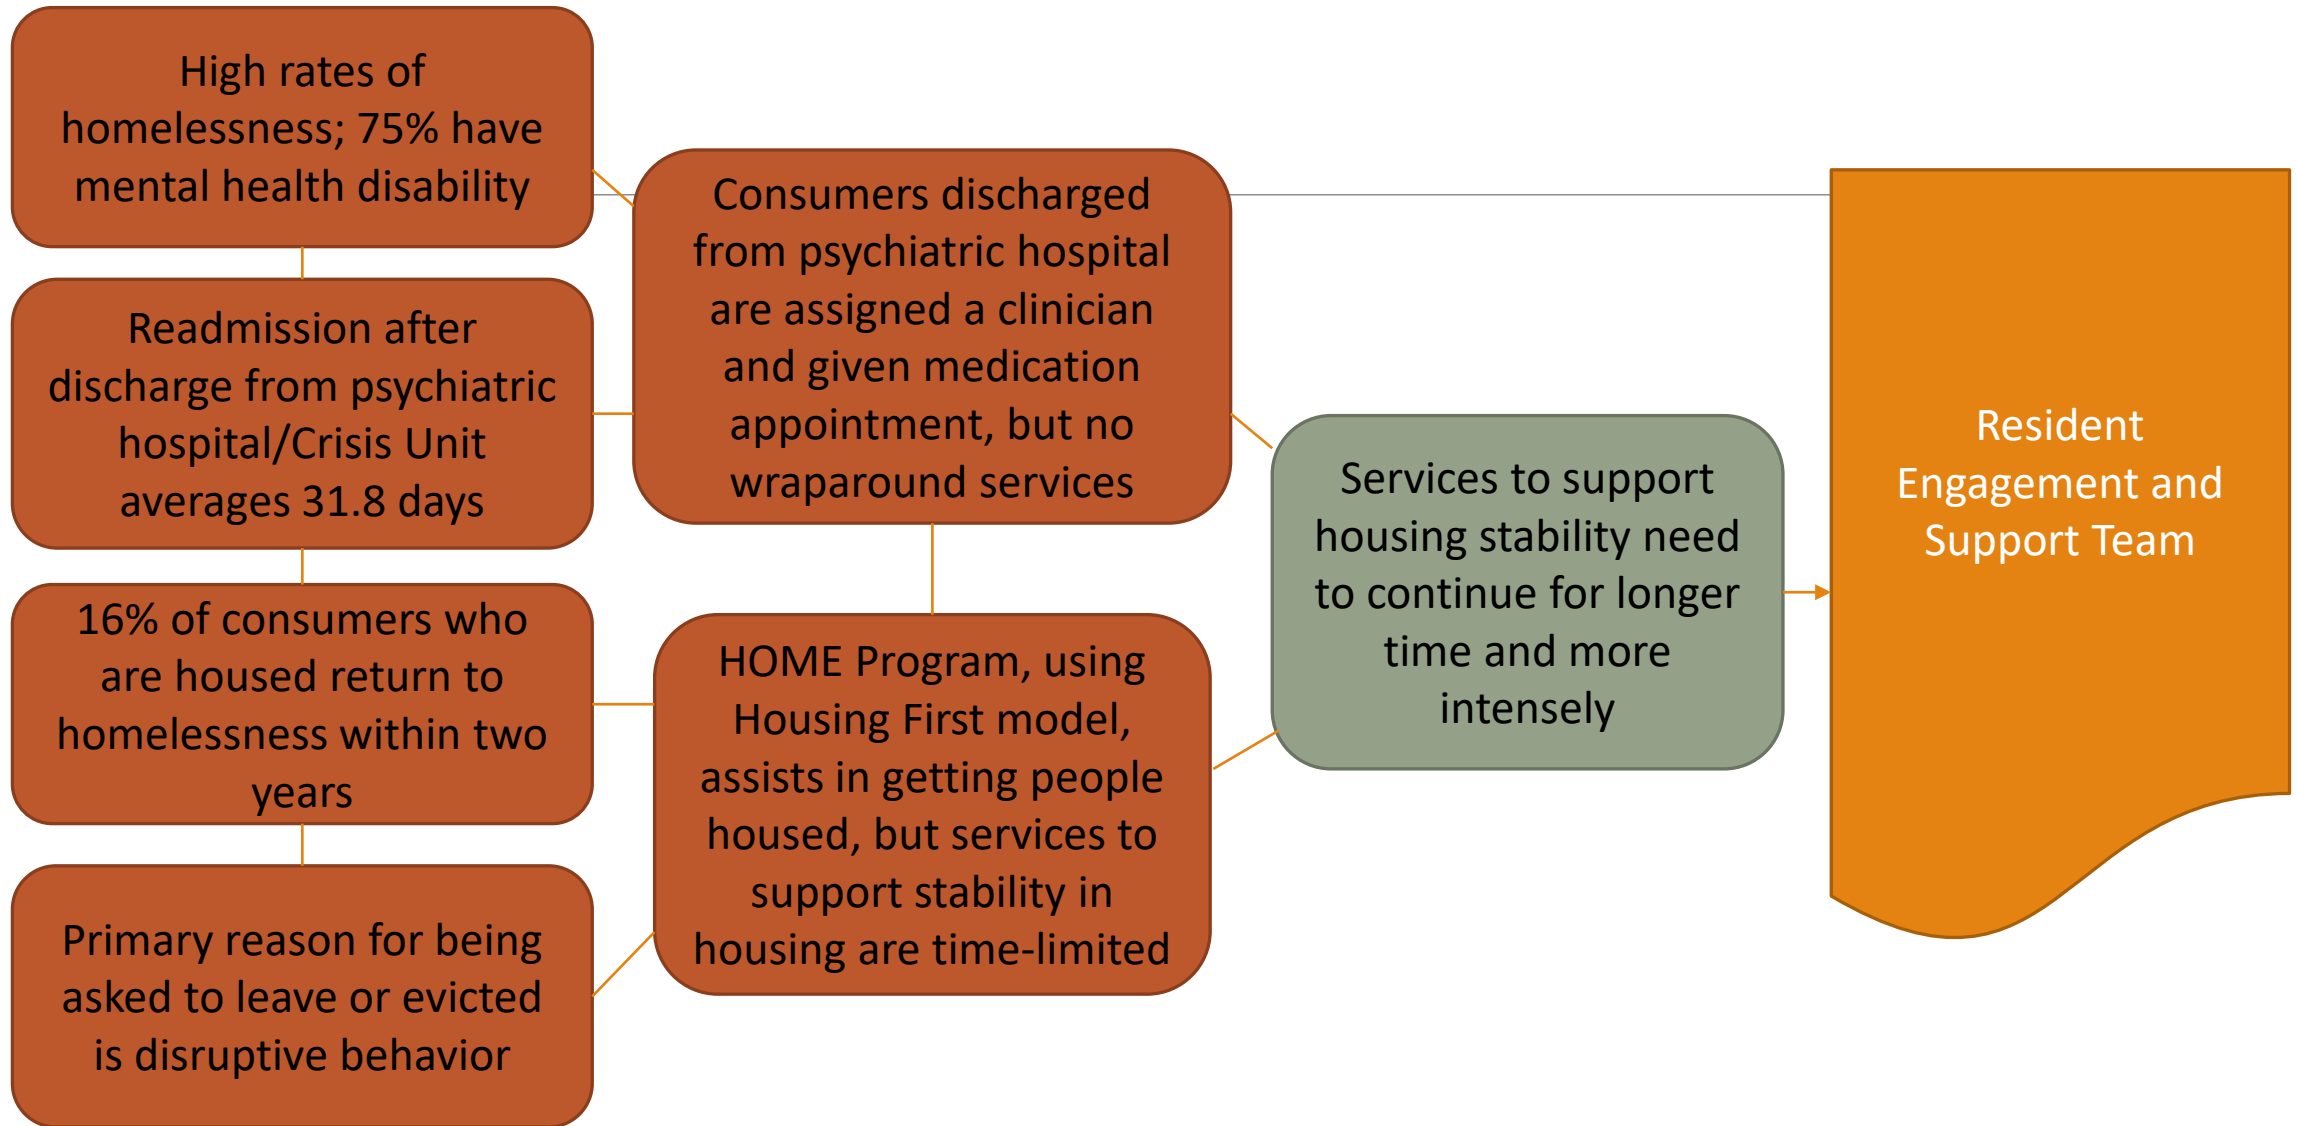 High rates of
homelessness; 75% have
mental health disability
Readmission after
discharge from psychiatric
hospital/Crisis Unit
averages 31.8 days
16% of consumers who
are housed return to
homelessness within two
years
Primary reason for being
asked to leave or evicted
is disruptive behavior
Consumers discharged
from psychiatric hospital
are assigned a clinician
and given medication
appointment, but no
wraparound services
HOME Program, using
Housing First model,
assists in getting people
housed, but services to
support stability in
housing are time-limited
Services to support
housing stability need
to continue for longer
time and more
intensely
Resident
Engagement and
Support Team